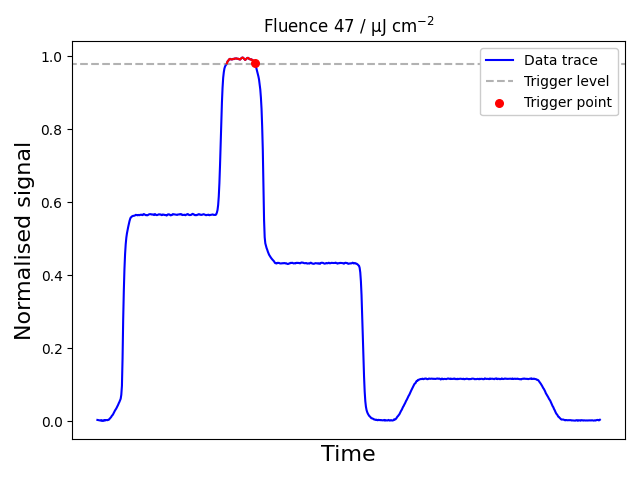 Fluence 47 / µJ cm⁻²
Normalised signal
1.0
0.8
0.6
0.4
0.2
0.0
Data trace
Trigger level
Trigger point
Time